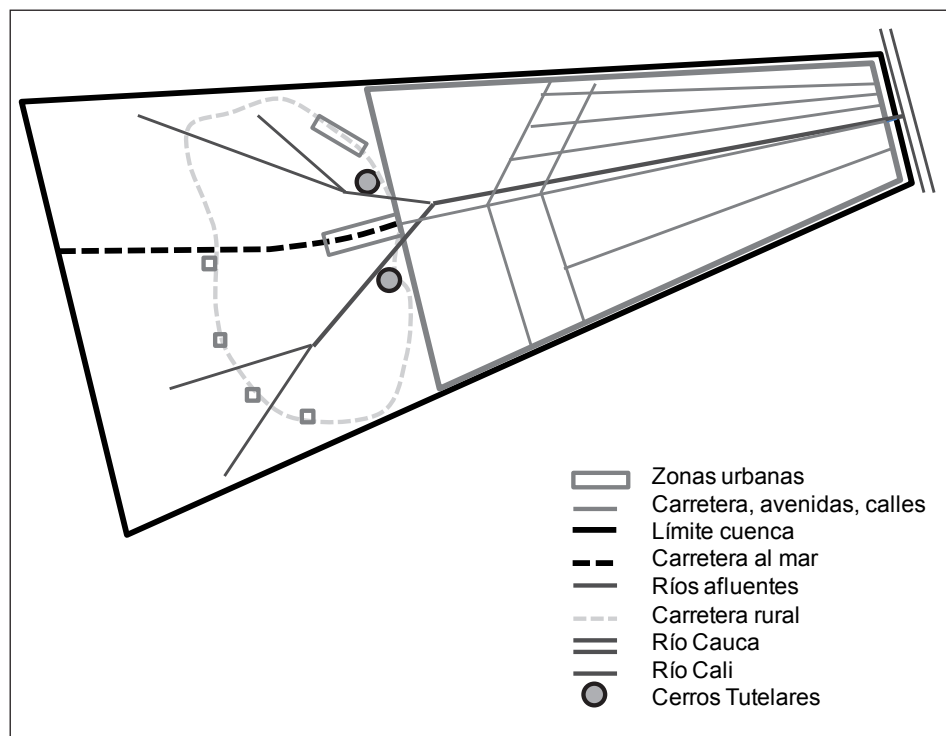 Zonas urbanas
Carretera, avenidas, calles
Límite cuenca
Carretera al mar
Ríos afluentes
Carretera rural
Río Cauca
Río Cali
Cerros Tutelares